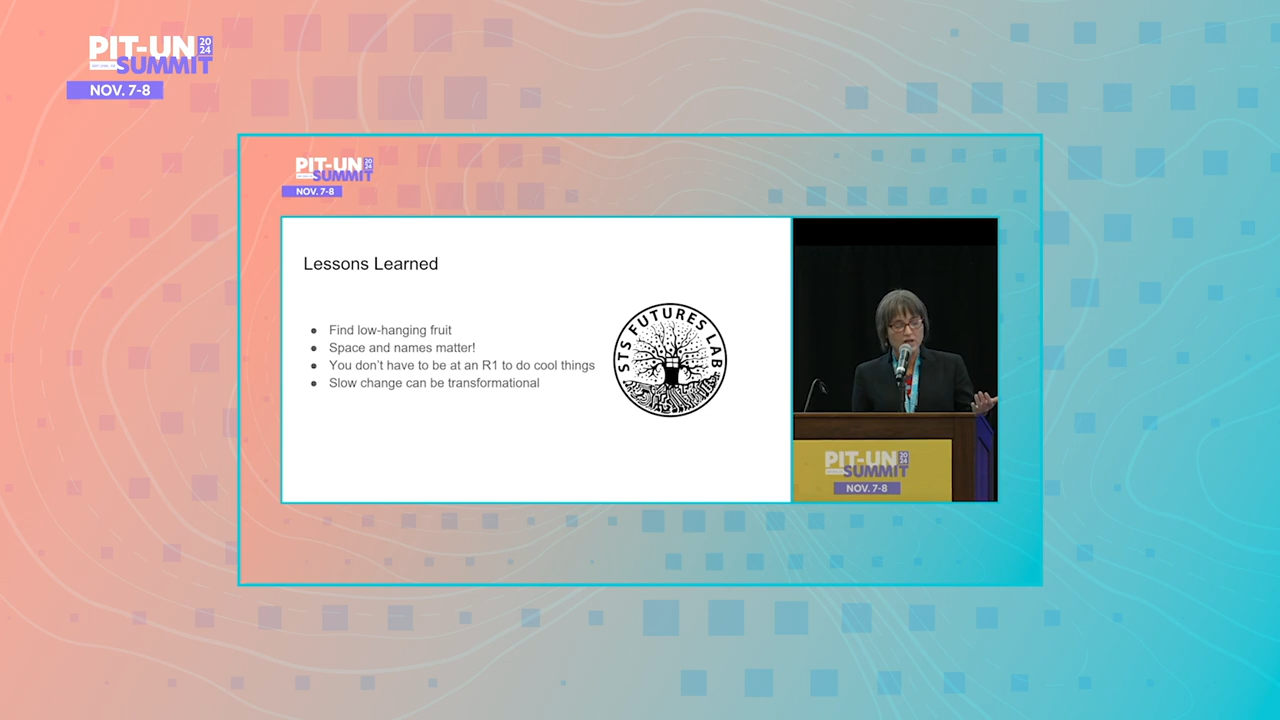 PIT-UN 2024
SUMMIT
NOV. 7-8
PIT-UN 2024
SUMMIT
NOV. 7-8
Lessons Learned
● Find low-hanging fruit
● Space and names matter!
● You don't have to be at an R1 to do cool things
● Slow change can be transformational
STS FUTURES LAB
PIT-UN 2024
SUMMIT
NOV. 7-8